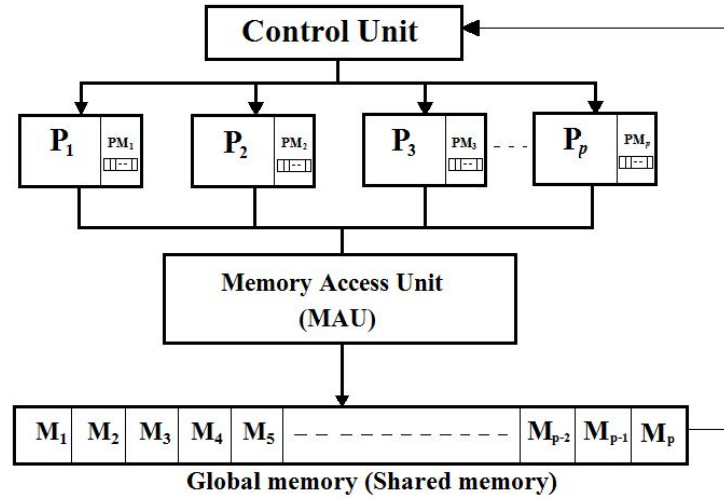 Control Unit
P₁ PM₁ P₂ PM₂ P₃ PM₃ Pₚ PMₚ
Memory Access Unit
(MAU)
M₁ M₂ M₃ M₄ M₅ Mₚ₋₂ Mₚ₋₁ Mₚ
Global memory (Shared memory)